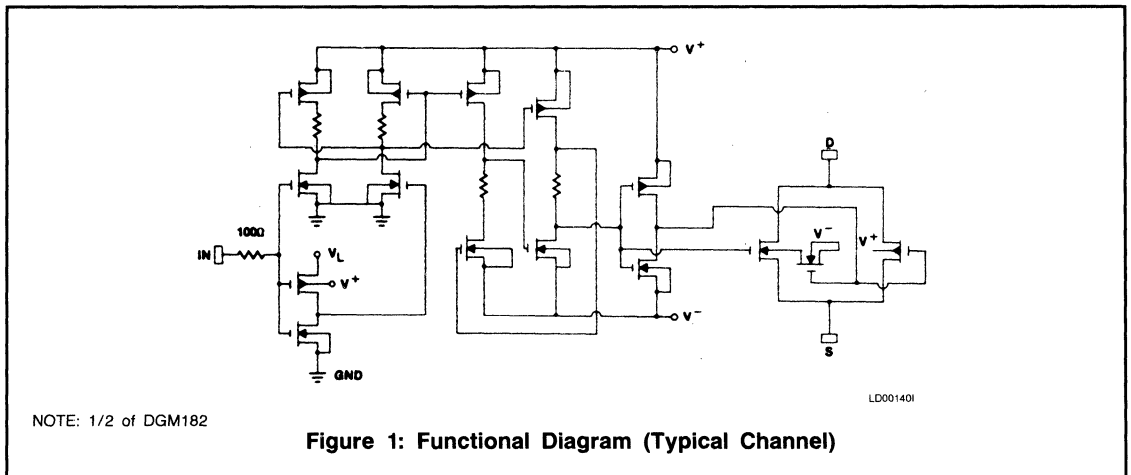 V+
D
V-
V+
100Ω
IN
VL
V+
V-
S
GND
LD00140I
NOTE: 1/2 of DGM182
Figure 1: Functional Diagram (Typical Channel)